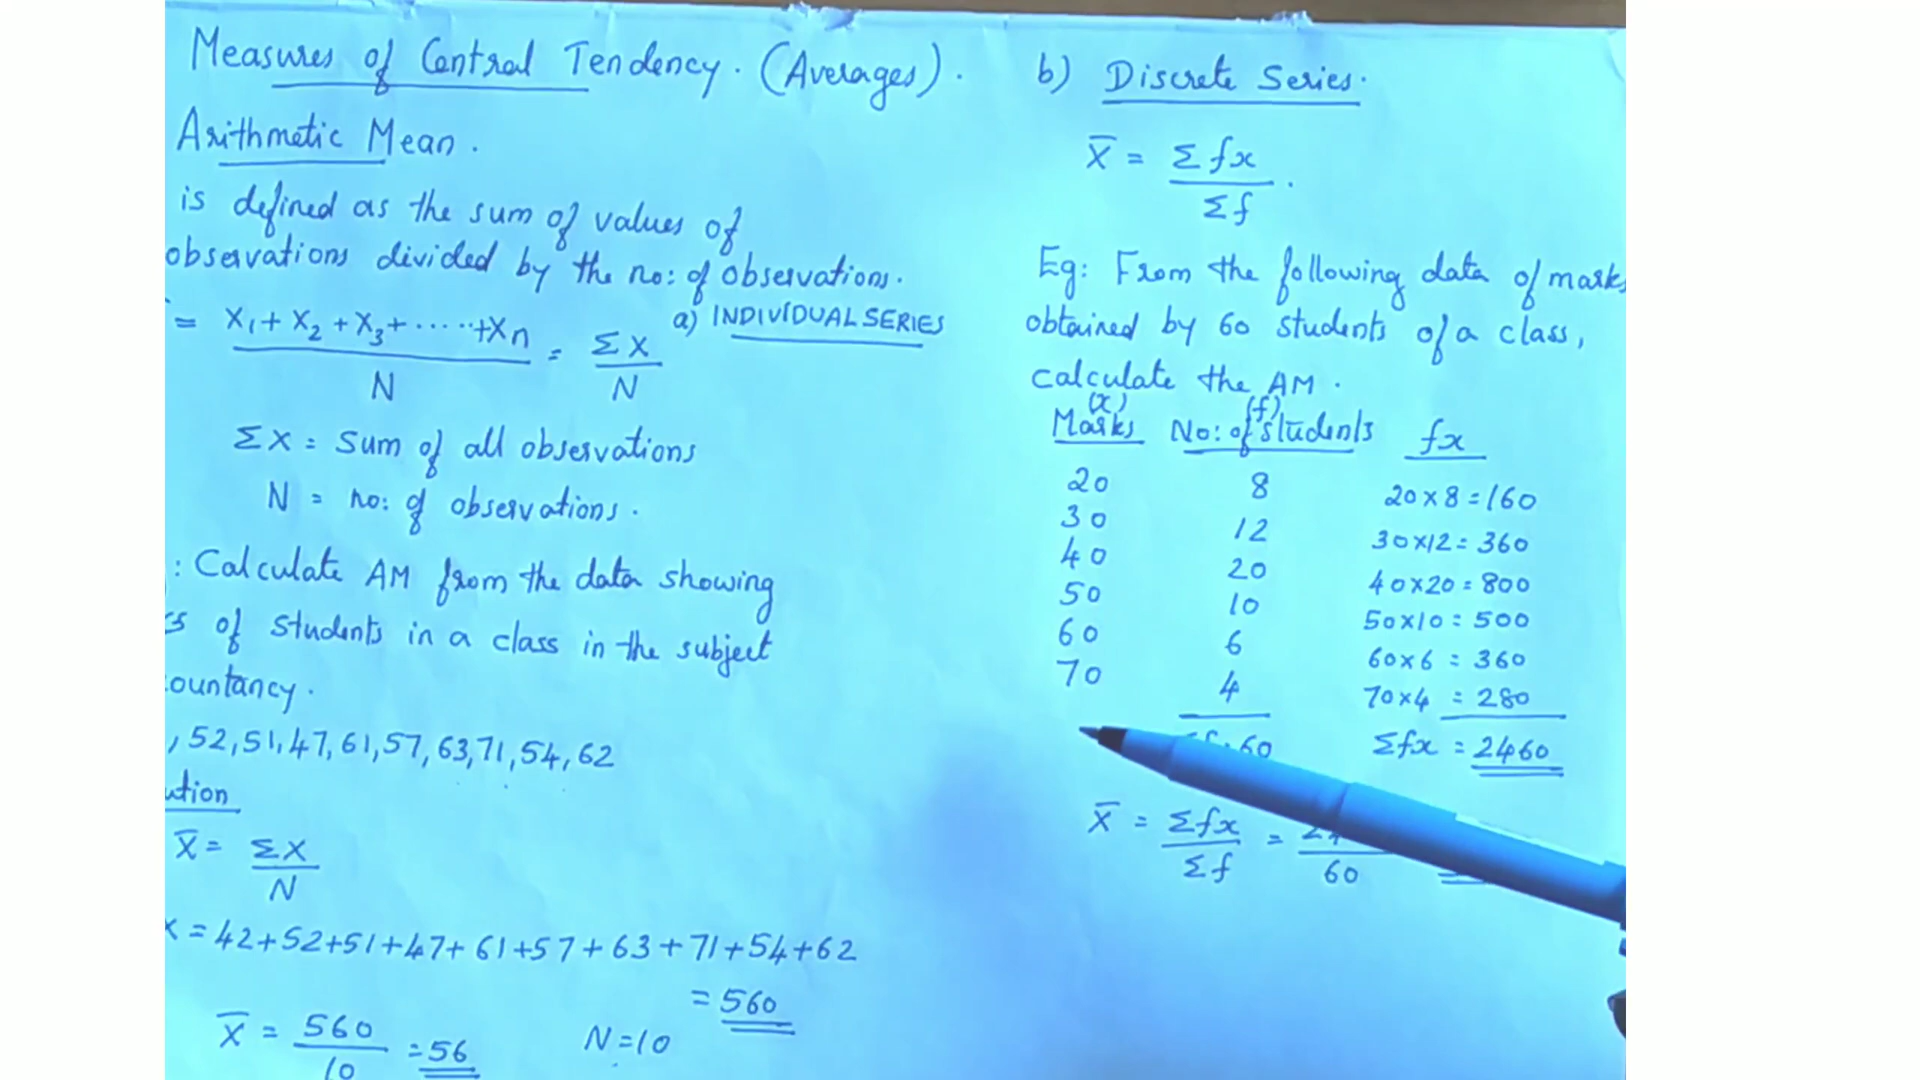 Measures of Central Tendency. (Averages).
Arithmetic Mean.
is defined as the sum of values of
observations divided by the no: of observations.
= X₁ + X₂ + X₃ + ..... + Xn / N = ΣX / N
a) INDIVIDUAL SERIES
ΣX = Sum of all observations
N = no: of observations.
: Calculate AM from the data showing
of students in a class in the subject
ountancy.
, 52, 51, 47, 61, 57, 63, 71, 54, 62
ution
X̄ = ΣX / N
X = 42+52+51+47+61+57+63+71+54+62
= 560
X̄ = 560 / 10 = 56
N = 10
b) Discrete Series.
X̄ = Σfx / Σf .
Eg: From the following data of marks
obtained by 60 students of a class,
calculate the AM.
(x) (f)
Marks No: of students fx
20 8 20 x 8 = 160
30 12 30 x 12 = 360
40 20 40 x 20 = 800
50 10 50 x 10 = 500
60 6 60 x 6 = 360
70 4 70 x 4 = 280
60 Σfx = 2460
X̄ = Σfx / Σf = / 60